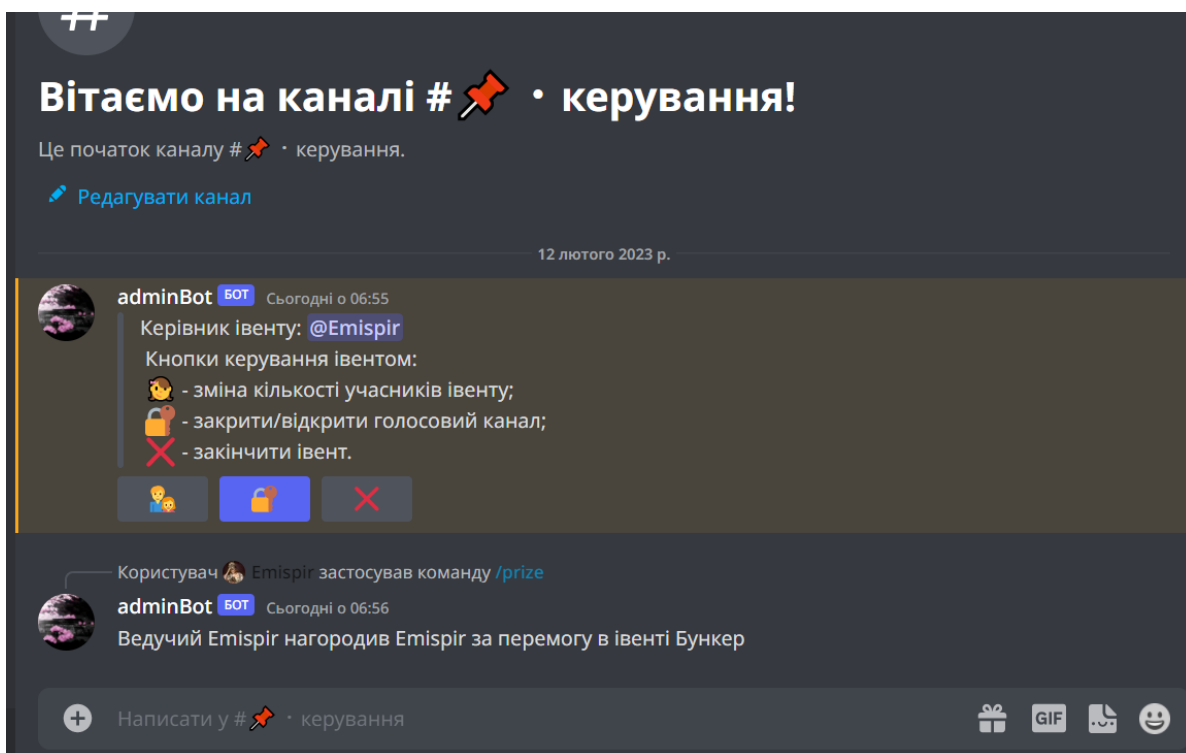 Вітаємо на каналі #📌・керування!
Це початок каналу #📌・керування.
Редагувати канал
12 лютого 2023 р.
adminBot БОТ Сьогодні о 06:55
Керівник івенту: @Emispir
Кнопки керування івентом:
- зміна кількості учасників івенту;
🔐 - закрити/відкрити голосовий канал;
❌ - закінчити івент.
Користувач Emispir застосував команду /prize
adminBot БОТ Сьогодні о 06:56
Ведучий Emispir нагородив Emispir за перемогу в івенті Бункер
Написати у #📌・керування
GIF